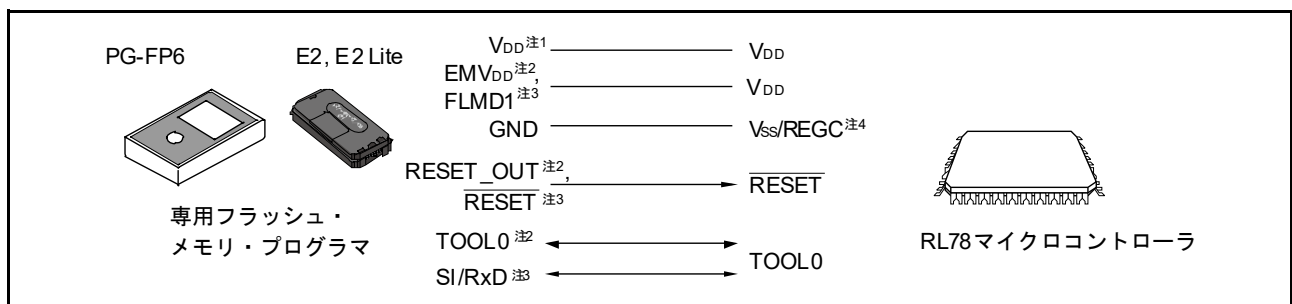 PG-FP6
E2, E2 Lite
専用フラッシュ・
メモリ・プログラマ
VDD注1
VDD
EMVDD注2,
FLMD1注3
VDD
GND
VSS/REGC注4
RESET_OUT注2,
RESET注3
RESET
TOOL0注2
SI/RxD注3
TOOL0
RL78マイクロコントローラ